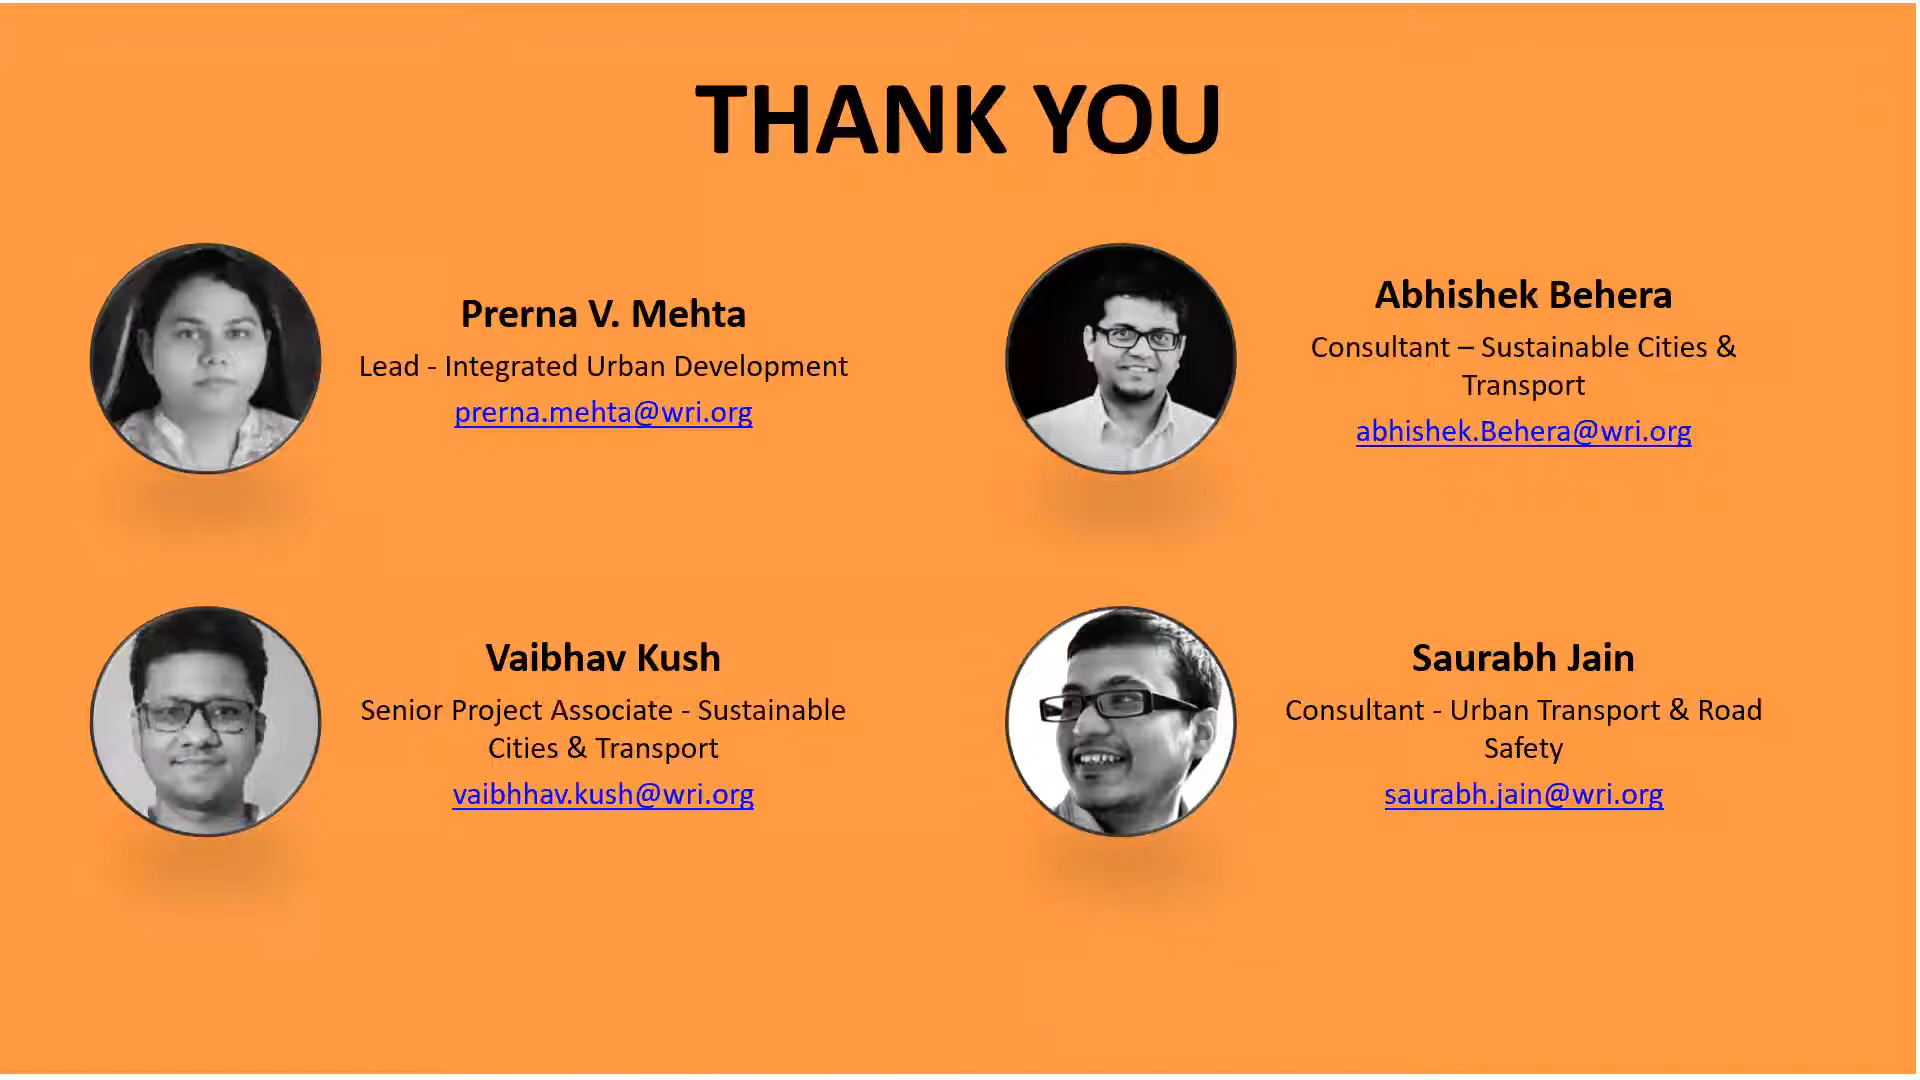 THANK YOU
Prerna V. Mehta
Lead - Integrated Urban Development
prerna.mehta@wri.org
Abhishek Behera
Consultant – Sustainable Cities &
Transport
abhishek.Behera@wri.org
Vaibhav Kush
Senior Project Associate - Sustainable
Cities & Transport
vaibhhav.kush@wri.org
Saurabh Jain
Consultant - Urban Transport & Road
Safety
saurabh.jain@wri.org